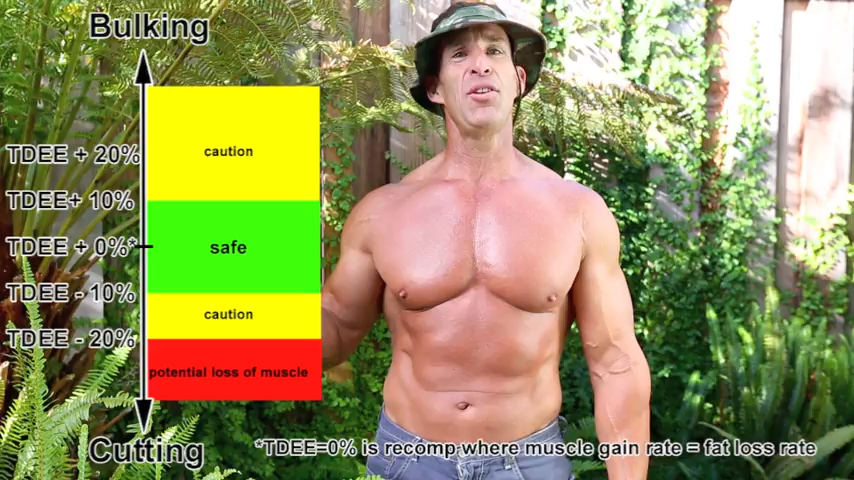 Bulking
caution
TDEE + 20%
TDEE+ 10%
TDEE + 0%*
safe
TDEE - 10%
caution
TDEE - 20%
potential loss of muscle
Cutting
*TDEE=0% is recomp where muscle gain rate = fat loss rate